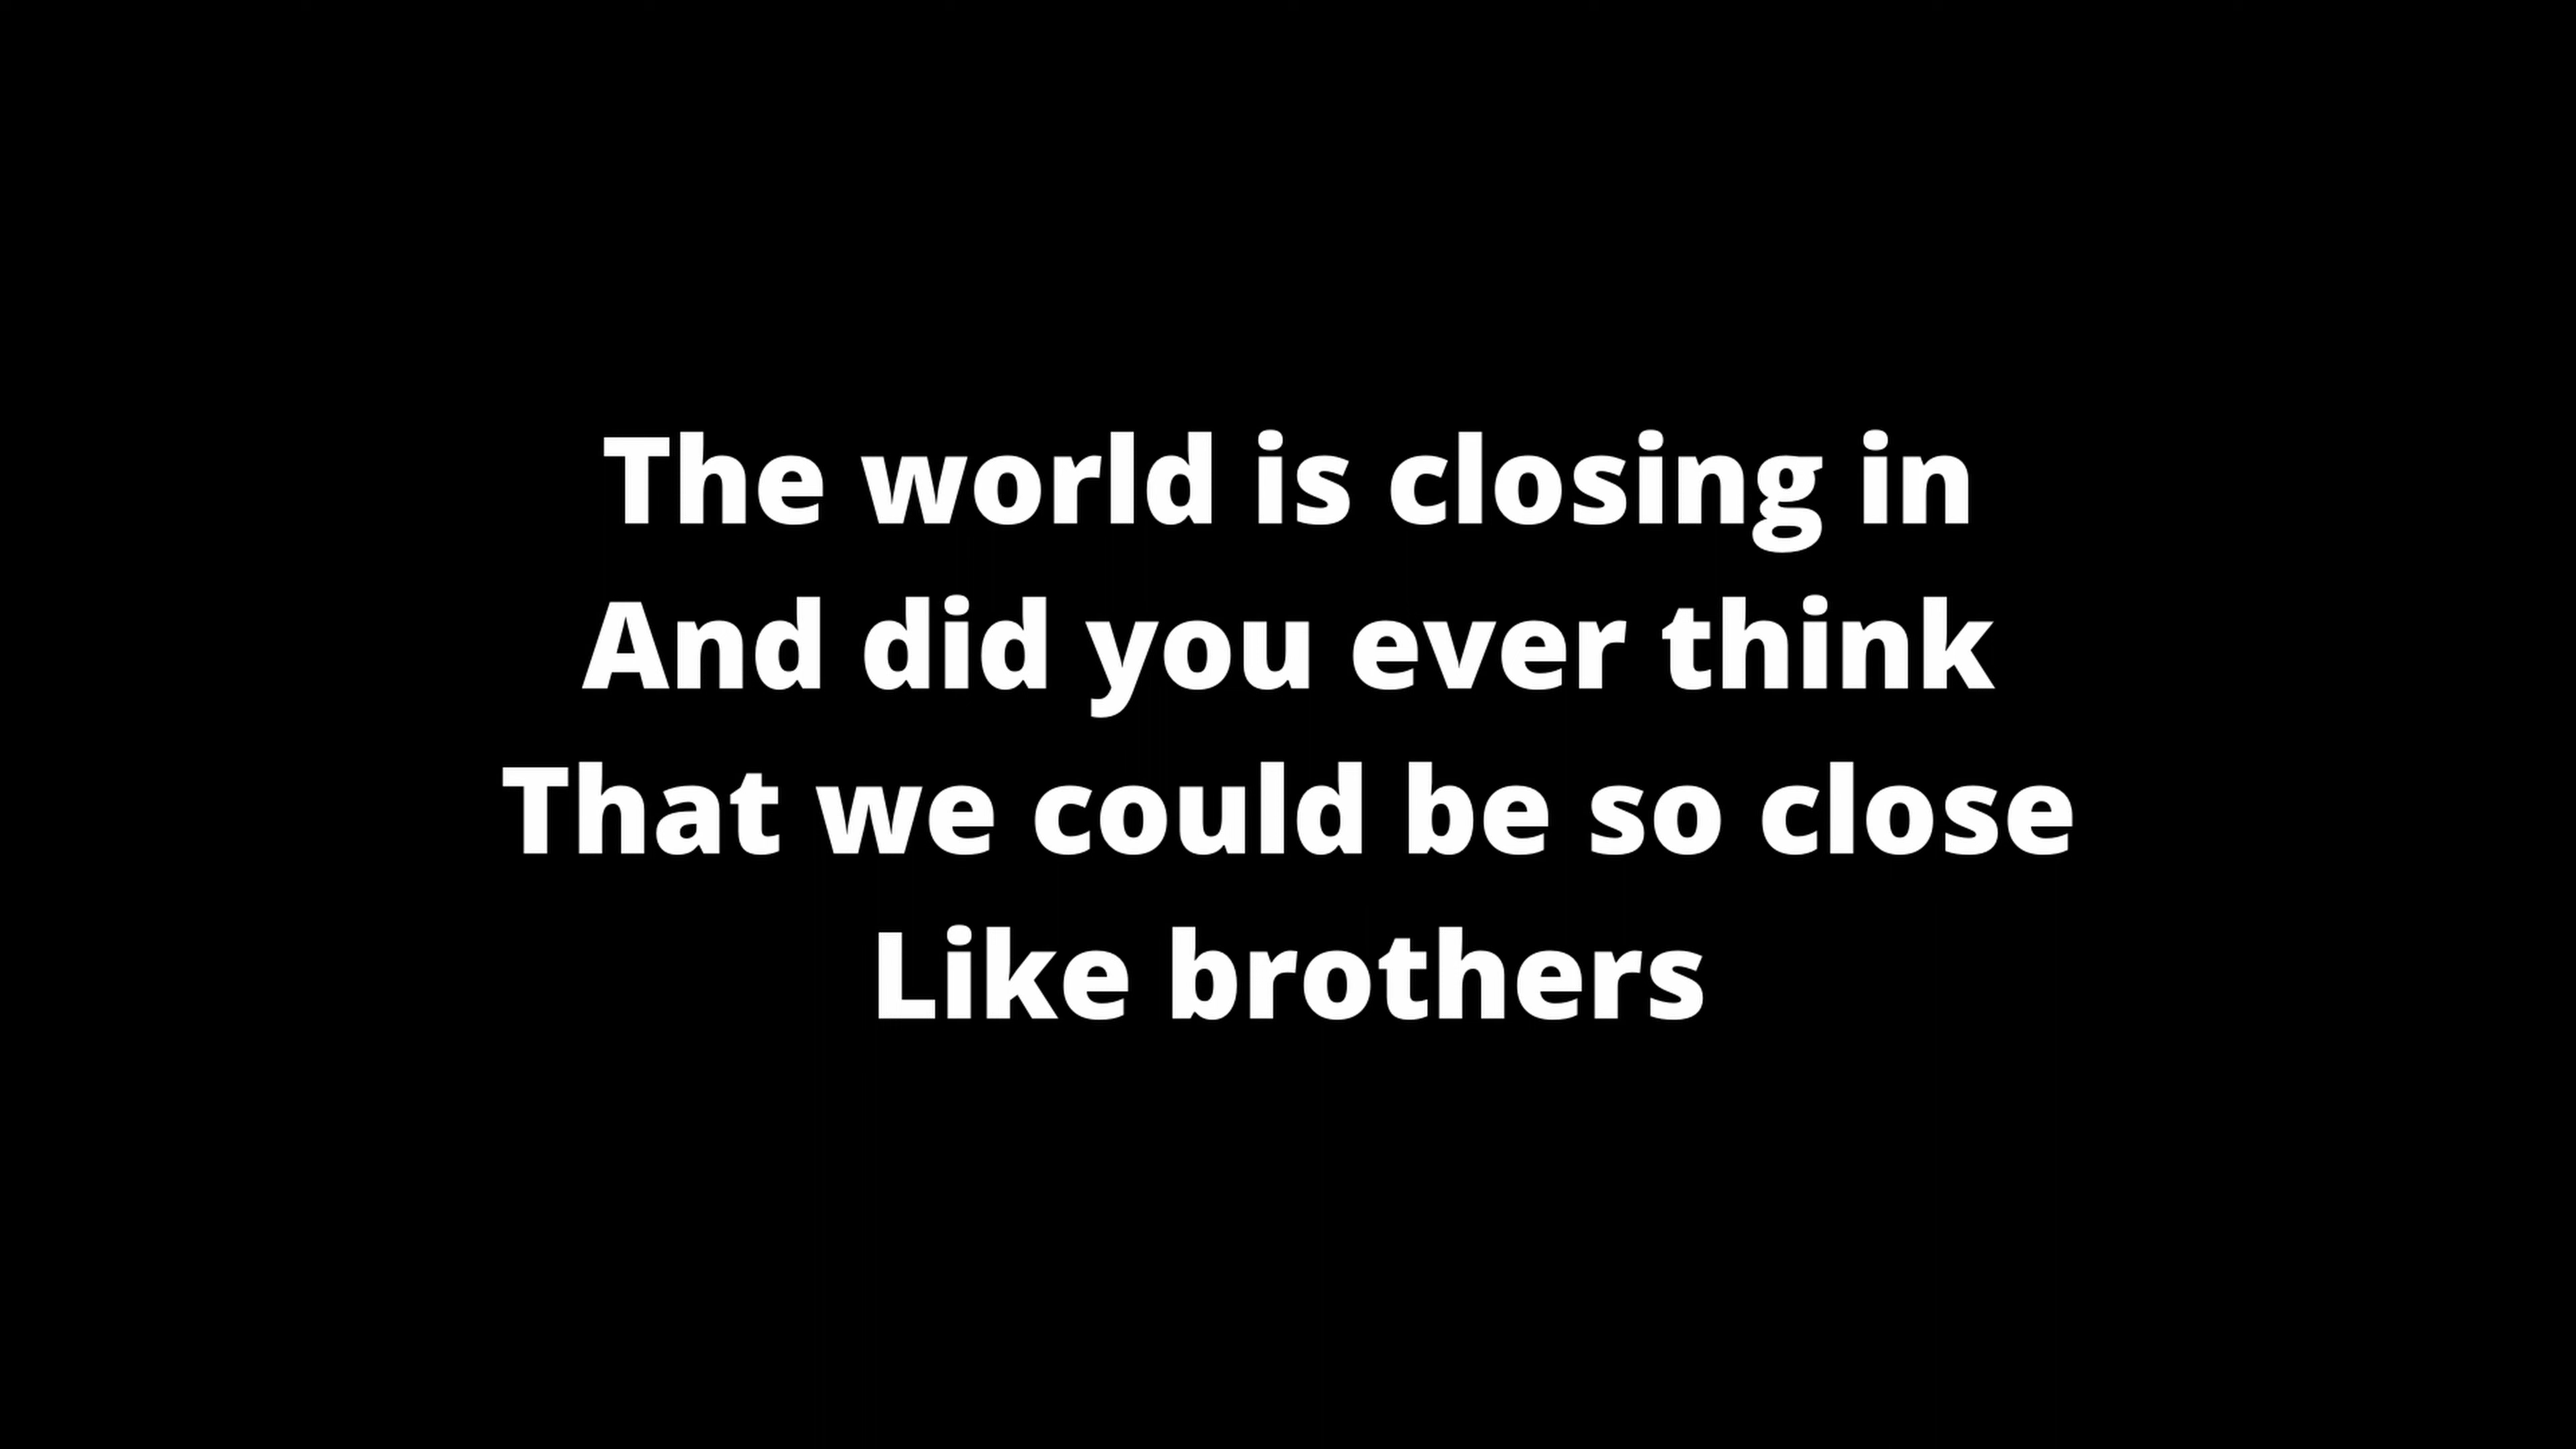 The world is closing in
And did you ever think
That we could be so close
Like brothers